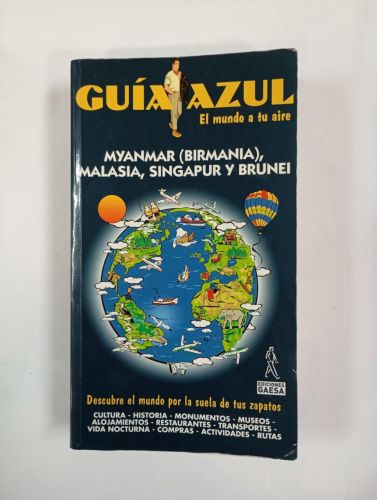 GUÍA AZUL
El mundo a tu aire
MYANMAR (BIRMANIA),
MALASIA, SINGAPUR Y BRUNEI
EDICIONES
GAESA
Descubre el mundo por la suela de tus zapatos
CULTURA - HISTORIA - MONUMENTOS - MUSEOS -
ALOJAMIENTOS - RESTAURANTES - TRANSPORTES -
VIDA NOCTURNA - COMPRAS - ACTIVIDADES - RUTAS